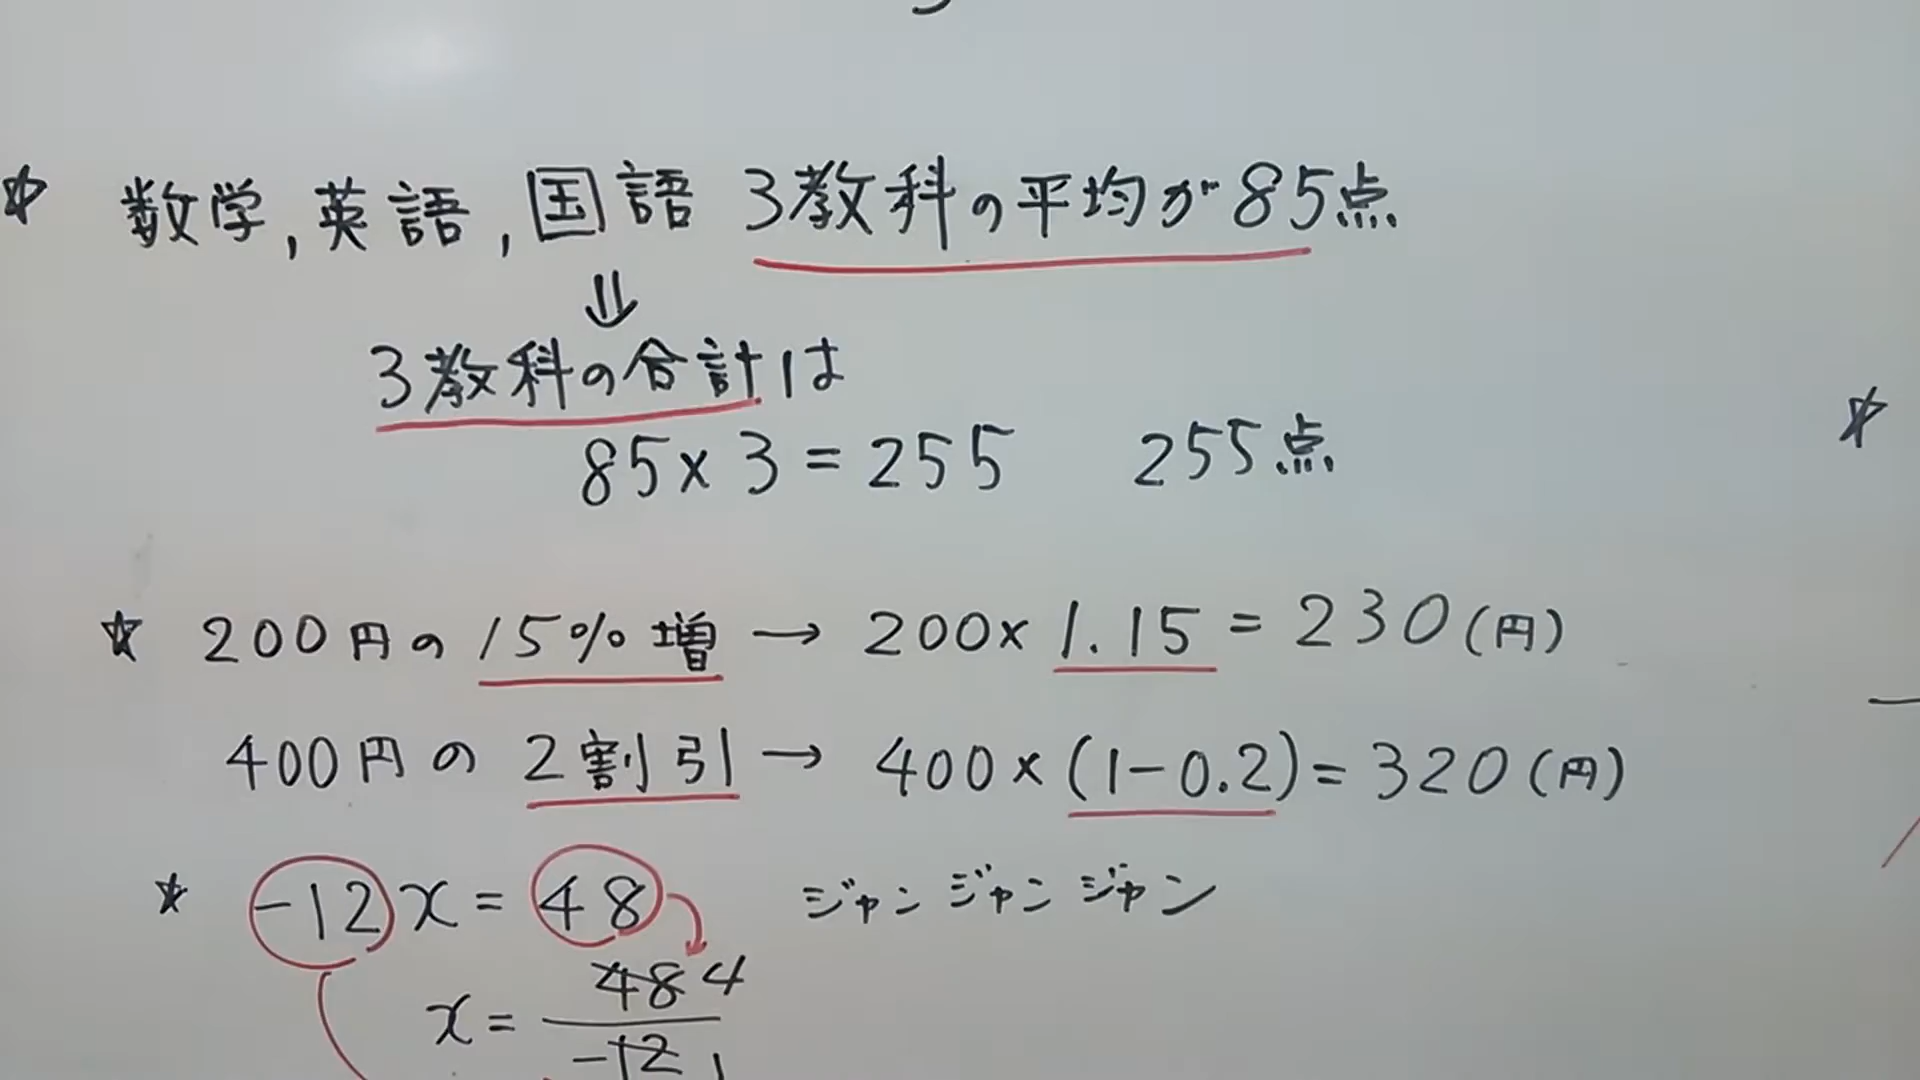 ☆ 数学,英語,国語 3教科の平均が85点
⇓
3教科の合計は
85×3=255 255点
☆ 200円の15%増→200×1.15=230(円)
400円の2割引→400×(1-0.2)=320(円)
☆ -12x=48 ジャンジャンジャン
48 4
x=
-12 1
☆